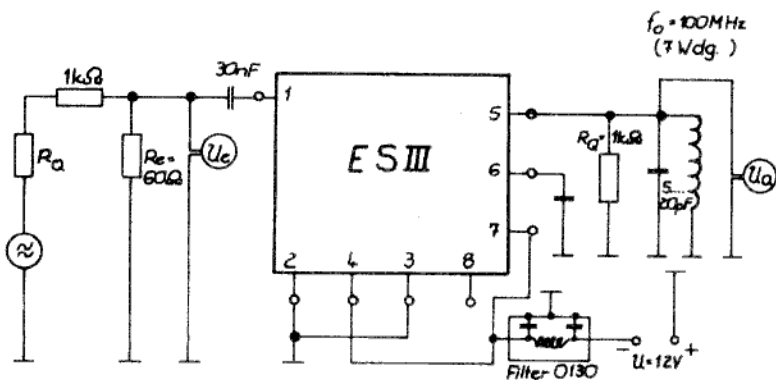 f₀ = 100MHz
(7 Wdg.)
1kΩ
30nF
1
5
RQ
Re =
60Ω
Ue
ES III
6
Ra = 1kΩ
5...
20pF
Ua
7
2
4
3
8
Filter 0130
−
U=12V
+